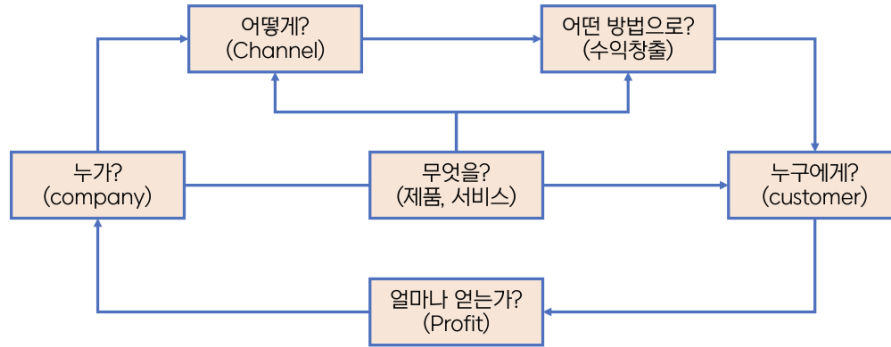 어떻게?
(Channel)
어떤 방법으로?
(수익창출)
누가?
(company)
무엇을?
(제품, 서비스)
누구에게?
(customer)
얼마나 얻는가?
(Profit)